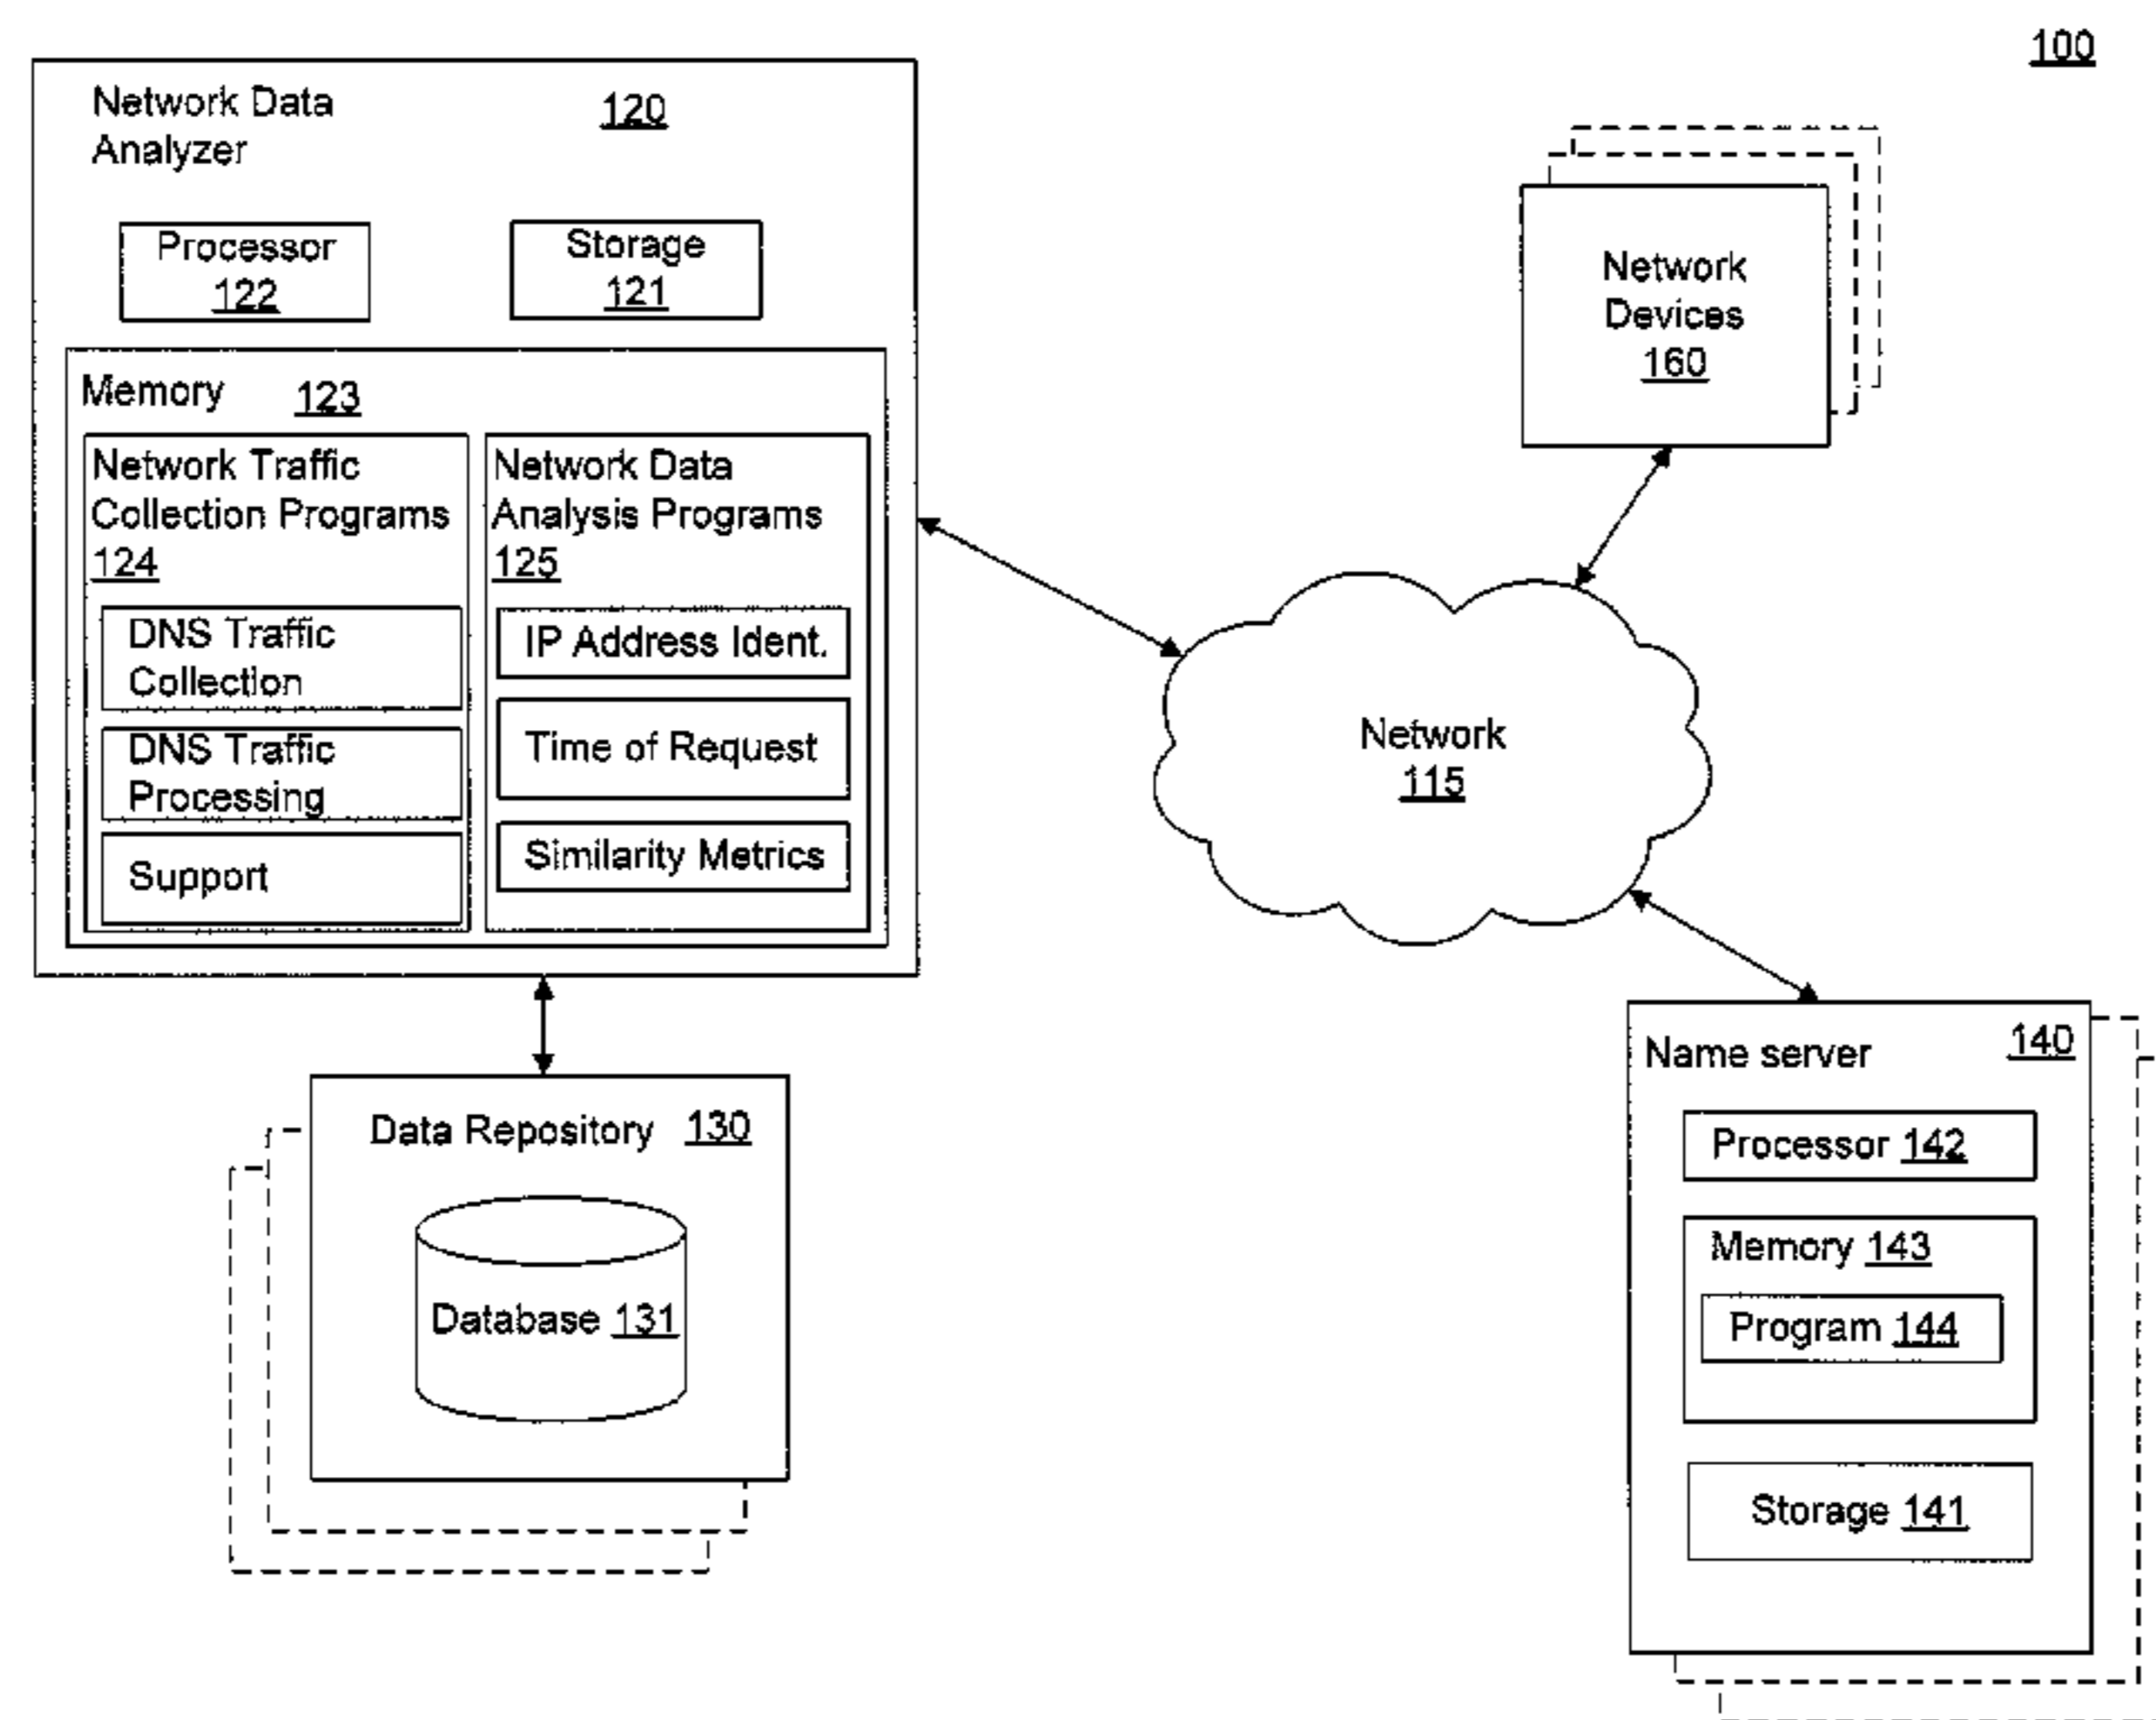 100
Network Data
Analyzer
120
Processor
122
Storage
121
Memory 123
Network Traffic
Collection Programs
124
DNS Traffic
Collection
DNS Traffic
Processing
Support
Network Data
Analysis Programs
125
IP Address Ident.
Time of Request
Similarity Metrics
Network
Devices
160
Network
115
Data Repository 130
Database 131
Name server 140
Processor 142
Memory 143
Program 144
Storage 141